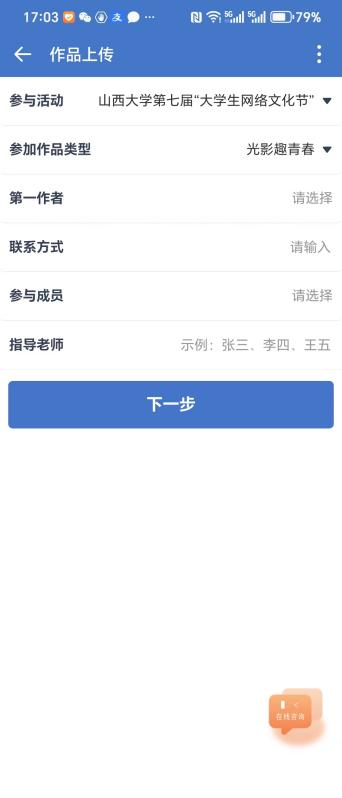 17:03 79%
作品上传
参与活动 山西大学第七届“大学生网络文化节”
参加作品类型 光影趣青春
第一作者 请选择
联系方式 请输入
参与成员 请选择
指导老师 示例：张三、李四、王五
下一步
在线咨询